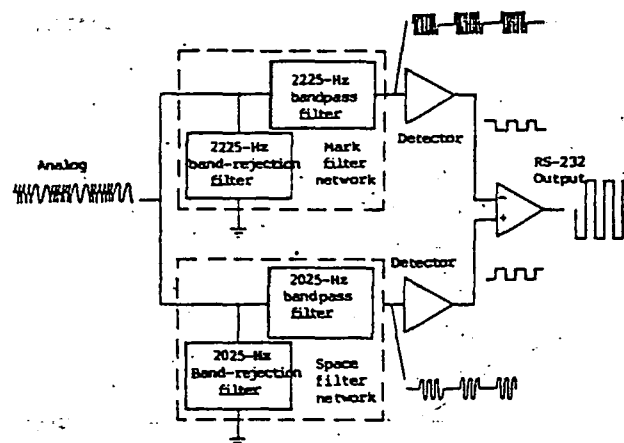 2225-Hz
bandpass
filter
2225-Hz
band-rejection
filter
Mark
filter
network
Detector
Analog
RS-232
Output
-
+
Detector
2025-Hz
bandpass
filter
2025-Hz
Band-rejection
filter
Space
filter
network